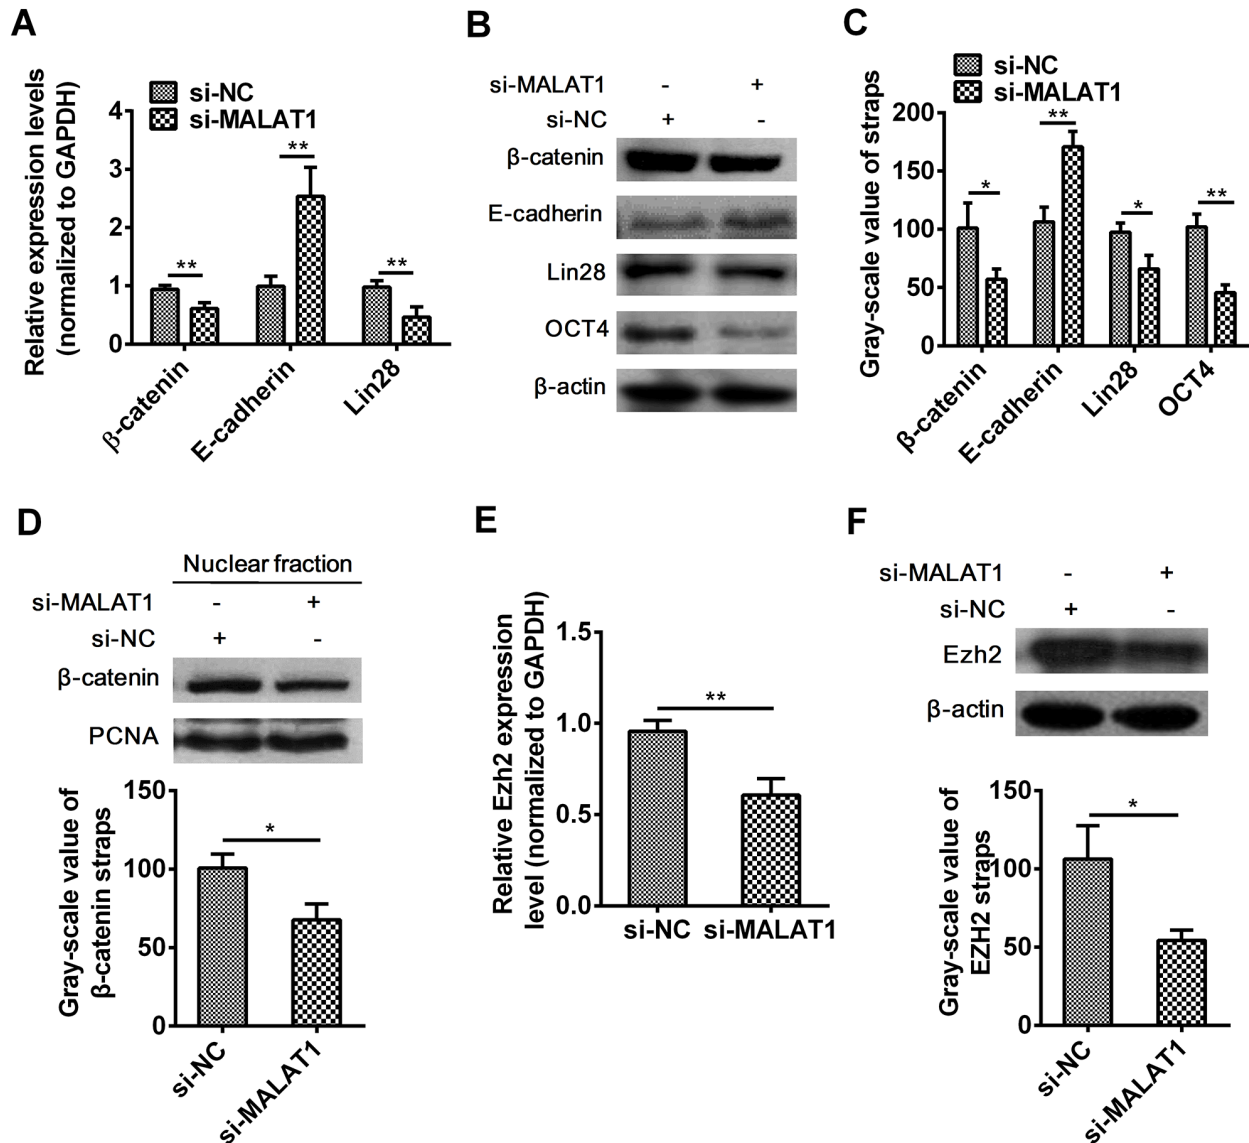 A
si-NC
si-MALAT1
Relative expression levels
(normalized to GAPDH)
4
3
2
1
0
**
**
**
β-catenin
E-cadherin
Lin28
B
si-MALAT1 - +
si-NC + -
β-catenin
E-cadherin
Lin28
OCT4
β-actin
C
si-NC
si-MALAT1
Gray-scale value of straps
200
150
100
50
0
*
**
*
**
β-catenin
E-cadherin
Lin28
OCT4
D
Nuclear fraction
si-MALAT1 - +
si-NC + -
β-catenin
PCNA
Gray-scale value of
β-catenin straps
150
100
50
0
*
si-NC
si-MALAT1
E
Relative Ezh2 expression
level (normalized to GAPDH)
1.5
1.0
0.5
0.0
**
si-NC si-MALAT1
F
si-MALAT1 - +
si-NC + -
Ezh2
β-actin
Gray-scale value of
EZH2 straps
150
100
50
0
*
si-NC
si-MALAT1